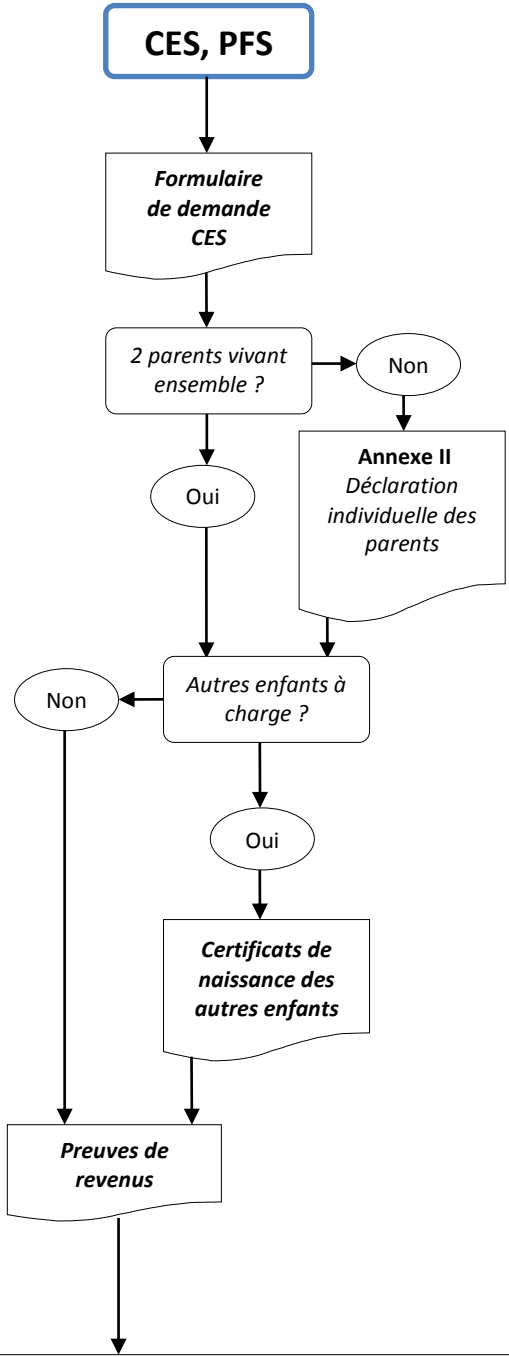 CES, PFS
Formulaire
de demande
CES
2 parents vivant
ensemble ?
Non
Oui
Annexe II
Déclaration
individuelle des
parents
Autres enfants à
charge ?
Non
Oui
Certificats de
naissance des
autres enfants
Preuves de
revenus